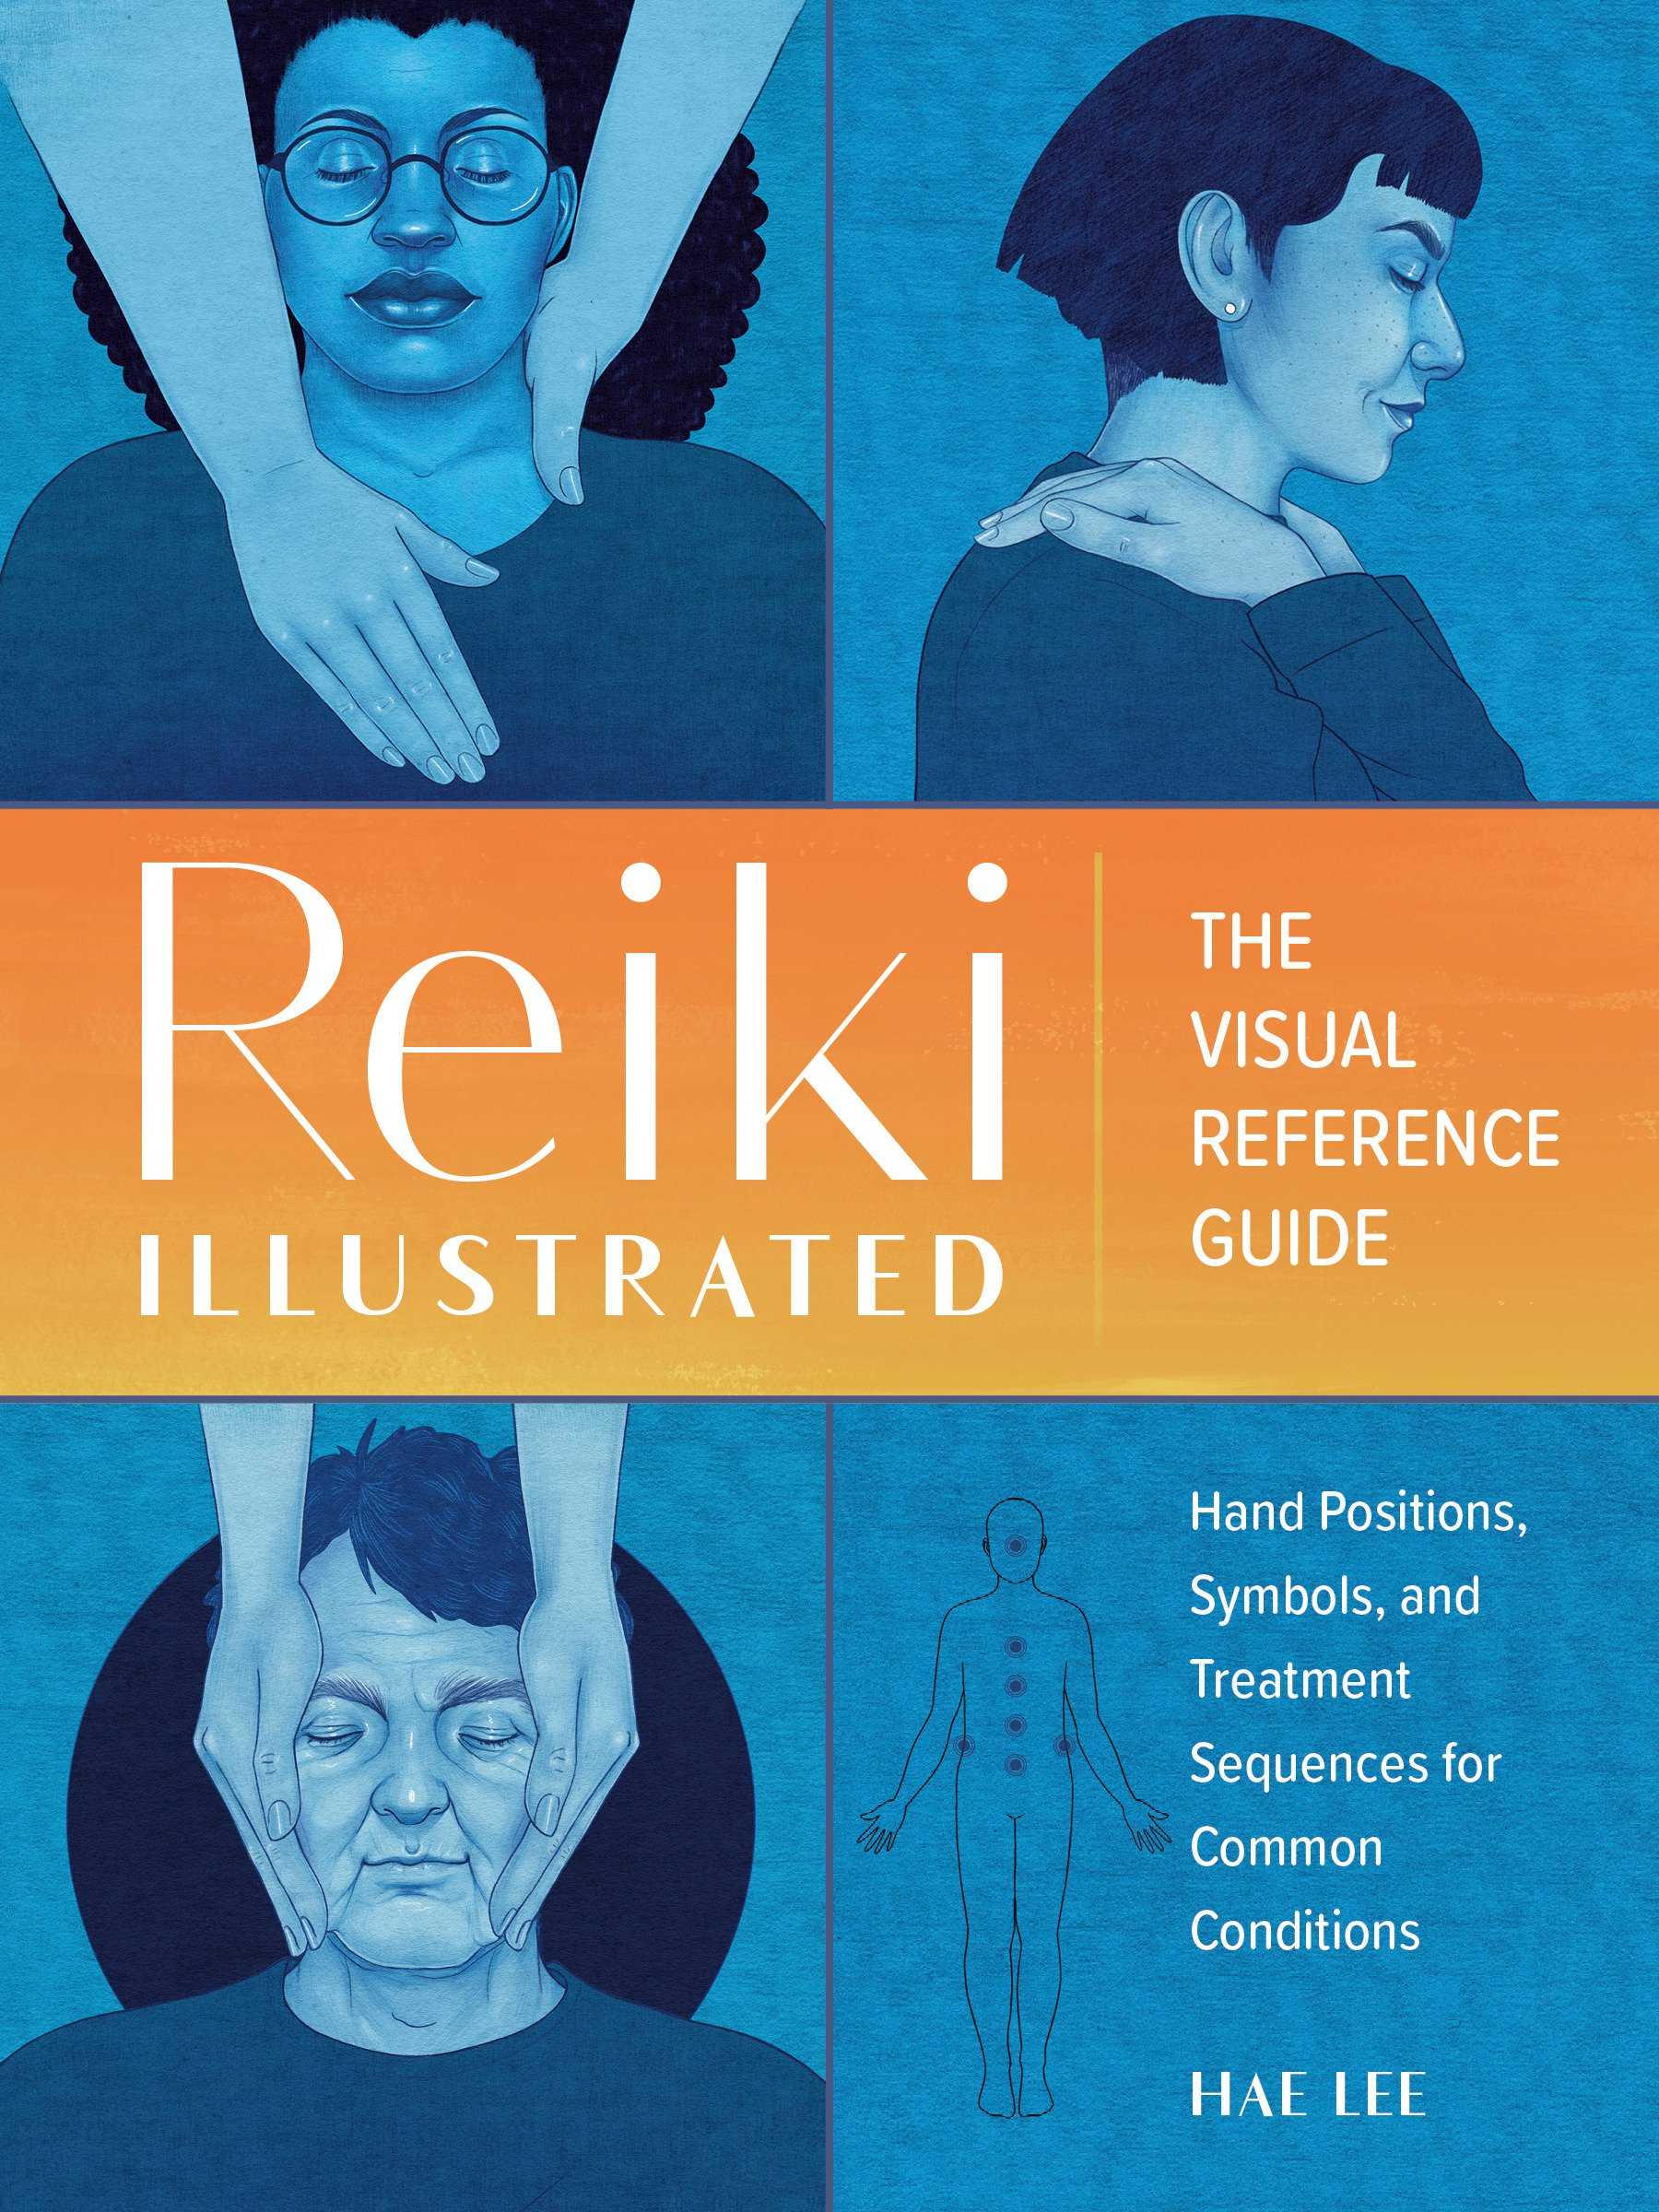 Reiki
ILLUSTRATED
THE
VISUAL
REFERENCE
GUIDE
Hand Positions,
Symbols, and
Treatment
Sequences for
Common
Conditions
HAE LEE